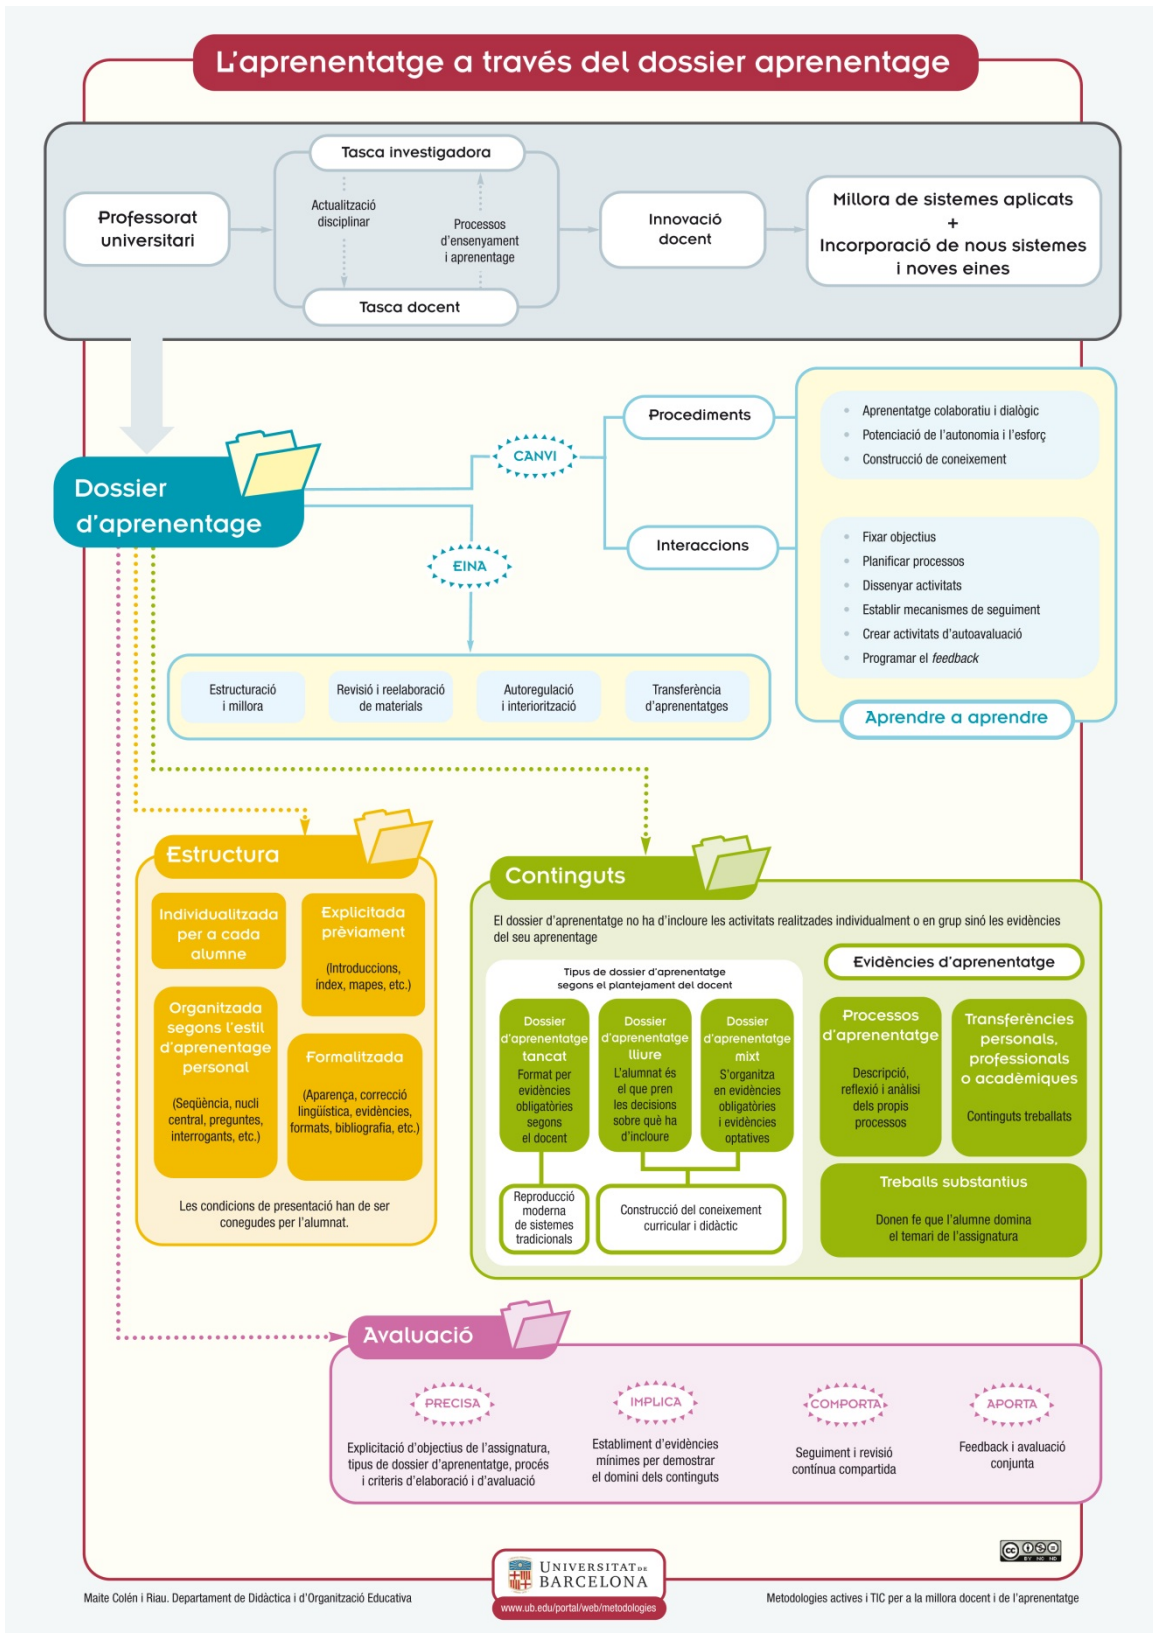 L'aprenentatge a través del dossier aprenentage
Professorat
universitari
Tasca investigadora
Actualització
disciplinar
Processos
d'ensenyament
i aprenentage
Tasca docent
Innovació
docent
Millora de sistemes aplicats
+
Incorporació de nous sistemes
i noves eines
Dossier
d'aprenentage
CANVI
EINA
Procediments
Interaccions
Aprenentatge colaboratiu i dialògic
Potenciació de l'autonomia i l'esforç
Construcció de coneixement
Fixar objectius
Planificar processos
Dissenyar activitats
Establir mecanismes de seguiment
Crear activitats d'autoavaluació
Programar el feedback
Aprendre a aprendre
Estructuració
i millora
Revisió i reelaboració
de materials
Autoregulació
i interiorització
Transferència
d'aprenentatges
Estructura
Individualitzada
per a cada
alumne
Explicitada
prèviament
(Introduccions,
índex, mapes, etc.)
Organitzada
segons l'estil
d'aprenentage
personal
(Seqüència, nucli
central, preguntes,
interrogants, etc.)
Formalitzada
(Aparença, correcció
lingüística, evidències,
formats, bibliografia, etc.)
Les condicions de presentació han de ser
conegudes per l'alumnat.
Continguts
El dossier d'aprenentatge no ha d'incloure les activitats realitzades individualment o en grup sinó les evidències
del seu aprenentage
Tipus de dossier d'aprenentatge
segons el plantejament del docent
Dossier
d'aprenentatge
tancat
Format per
evidències
obligatòries
segons
el docent
Dossier
d'aprenentatge
lliure
L'alumnat és
el que pren
les decisions
sobre què ha
d'incloure
Dossier
d'aprenentatge
mixt
S'organitza
en evidències
obligatòries
i evidències
optatives
Reproducció
moderna
de sistemes
tradicionals
Construcció del coneixement
curricular i didàctic
Evidències d'aprenentatge
Processos
d'aprenentatge
Descripció,
reflexió i anàlisi
dels propis
processos
Transferències
personals,
professionals
o acadèmiques
Continguts treballats
Treballs substantius
Donen fe que l'alumne domina
el temari de l'assignatura
Avaluació
PRECISA
Explicitació d'objectius de l'assignatura,
tipus de dossier d'aprenentatge, procés
i criteris d'elaboració i d'avaluació
IMPLICA
Establiment d'evidències
mínimes per demostrar
el domini dels continguts
COMPORTA
Seguiment i revisió
contínua compartida
APORTA
Feedback i avaluació
conjunta
cc
BY NC ND
UNIVERSITAT DE
BARCELONA
www.ub.edu/portal/web/metodologies
Maite Colén i Riau. Departament de Didàctica i d'Organització Educativa
Metodologies actives i TIC per a la millora docent i de l'aprenentatge